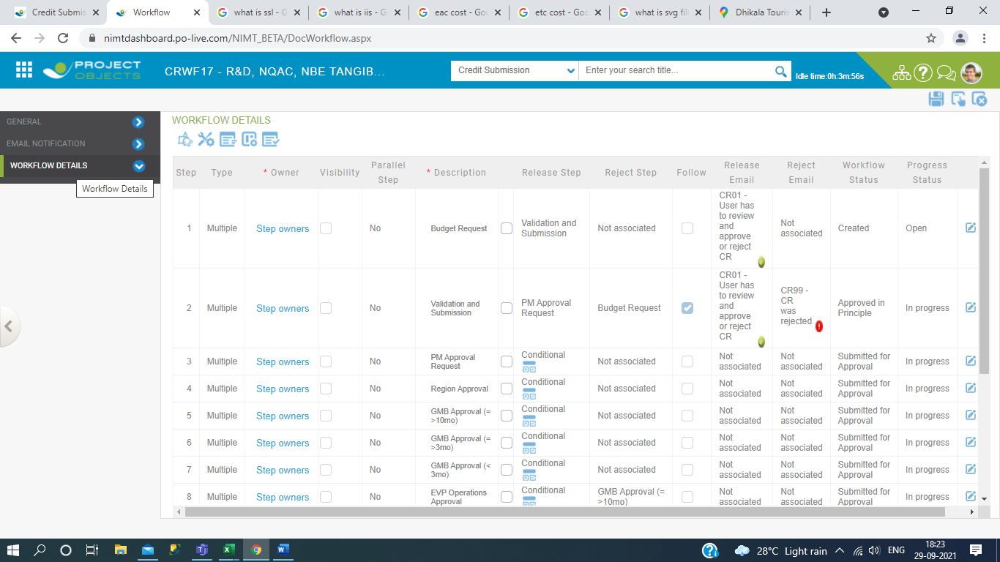 Credit Submis
Workflow
what is ssl - G
what is iis - G
eac cost - Goo
etc cost - Goo
what is svg fil
Dhikala Touris
nimtdashboard.po-live.com/NIMT_BETA/DocWorkflow.aspx
PROJECT
OBJECTS
CRWF17 - R&D, NQAC, NBE TANGIB...
Credit Submission
Enter your search title...
Idle time:0h:3m:56s
GENERAL
EMAIL NOTIFICATION
WORKFLOW DETAILS
Workflow Details
WORKFLOW DETAILS
Step Type * Owner Visibility Parallel Step * Description Release Step Reject Step Follow Release Email Reject Email Workflow Status Progress Status
1 Multiple Step owners No Budget Request Validation and Submission Not associated CR01 - User has to review and approve or reject CR Not associated Created Open
2 Multiple Step owners No Validation and Submission PM Approval Request Budget Request CR01 - User has to review and approve or reject CR CR99 - CR was rejected Approved in Principle In progress
3 Multiple Step owners No PM Approval Request Conditional Not associated Not associated Not associated Submitted for Approval In progress
4 Multiple Step owners No Region Approval Conditional Not associated Not associated Not associated Submitted for Approval In progress
5 Multiple Step owners No GMB Approval (= >10mo) Conditional Not associated Not associated Not associated Submitted for Approval In progress
6 Multiple Step owners No GMB Approval (= >3mo) Conditional Not associated Not associated Not associated Submitted for Approval In progress
7 Multiple Step owners No GMB Approval (< 3mo) Conditional Not associated Not associated Not associated Submitted for Approval In progress
8 Multiple Step owners No EVP Operations Approval Conditional GMB Approval (= >10mo) Not associated Not associated Submitted for Approval In progress
28°C Light rain
ENG
18:23
29-09-2021